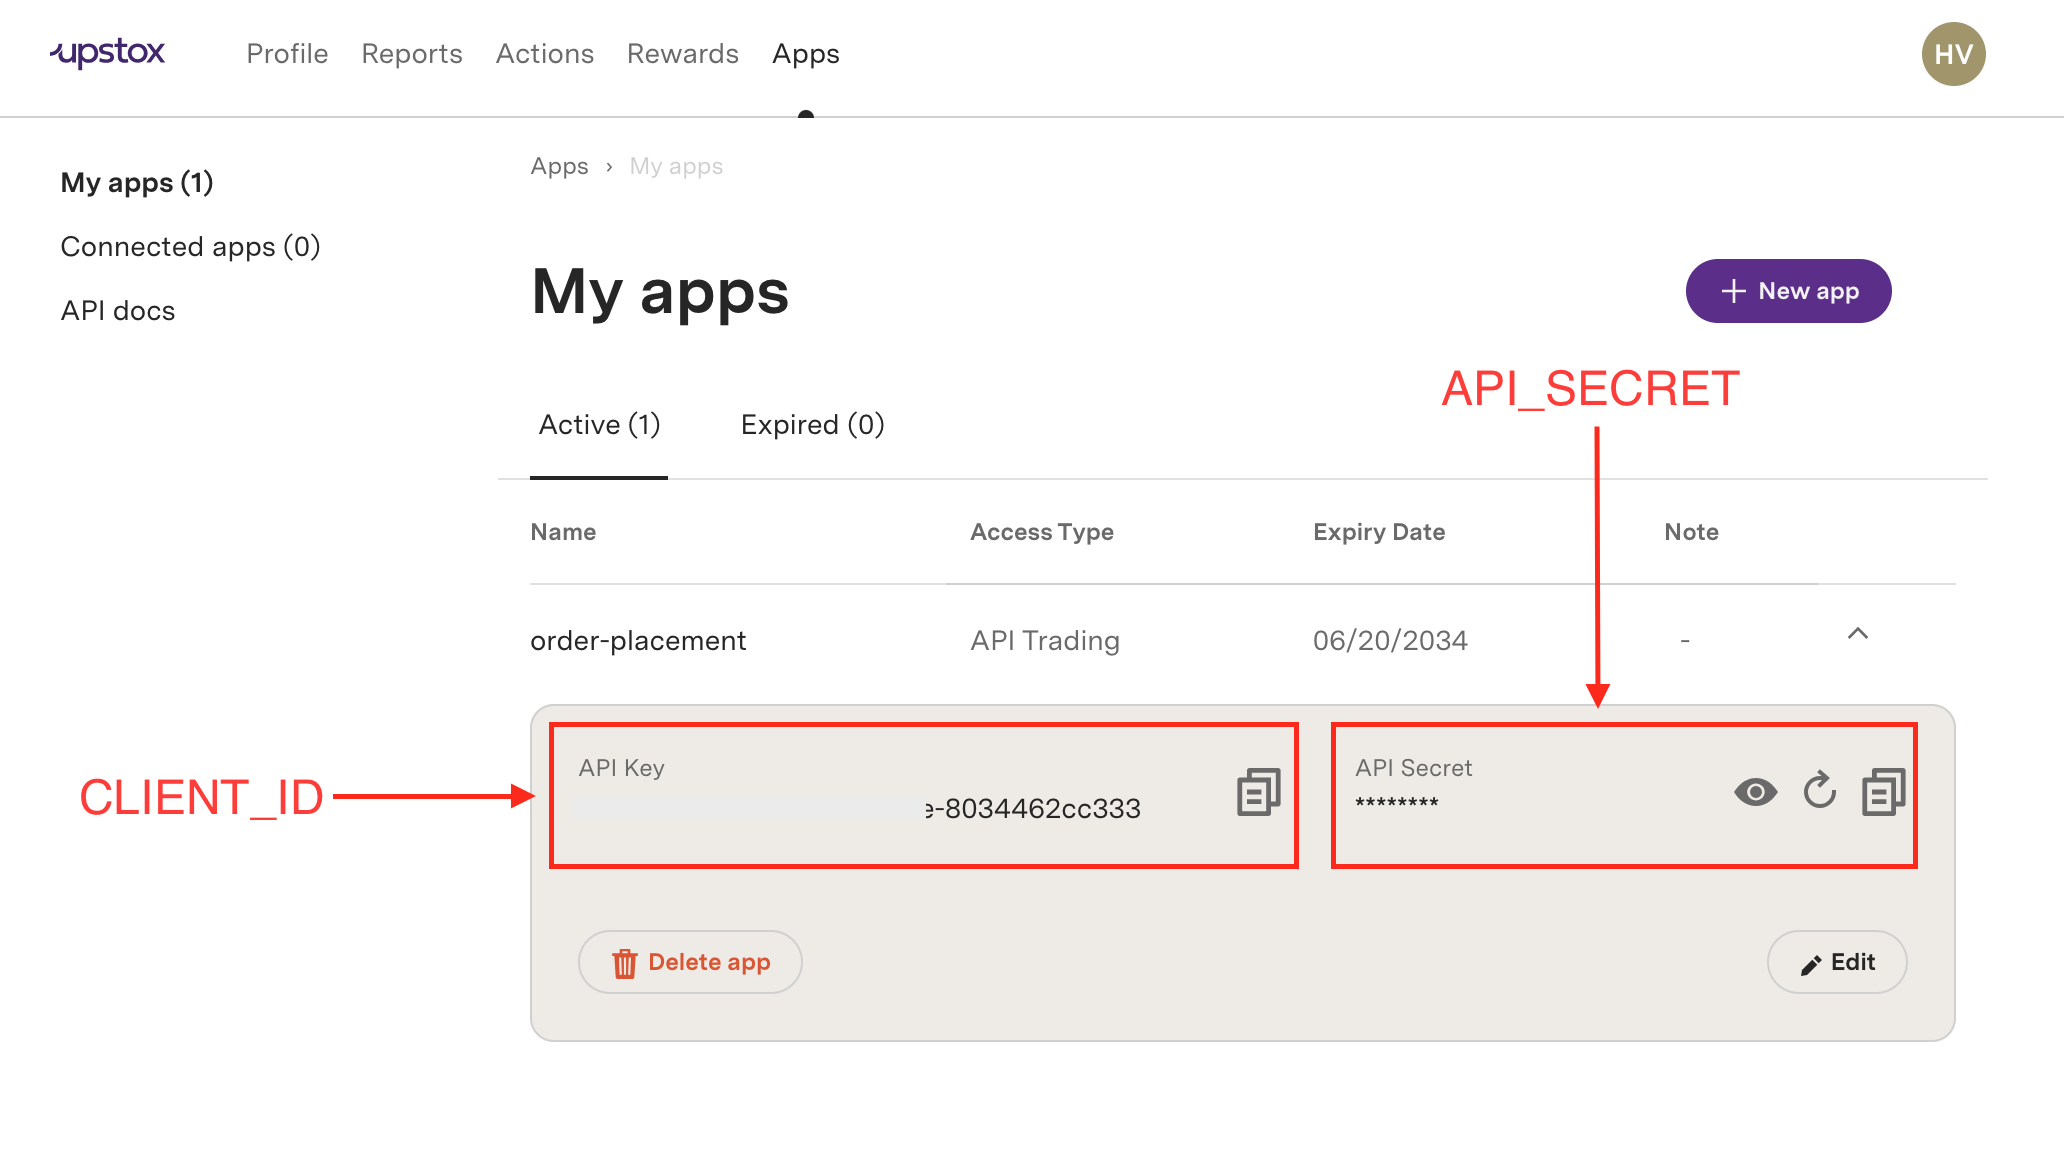 upstox
Profile Reports Actions Rewards Apps
HV
My apps (1)
Connected apps (0)
API docs
Apps › My apps
My apps
+ New app
API_SECRET
Active (1) Expired (0)
Name Access Type Expiry Date Note
order-placement API Trading 06/20/2034 -
CLIENT_ID
API Key
e-8034462cc333
API Secret
********
Delete app
Edit